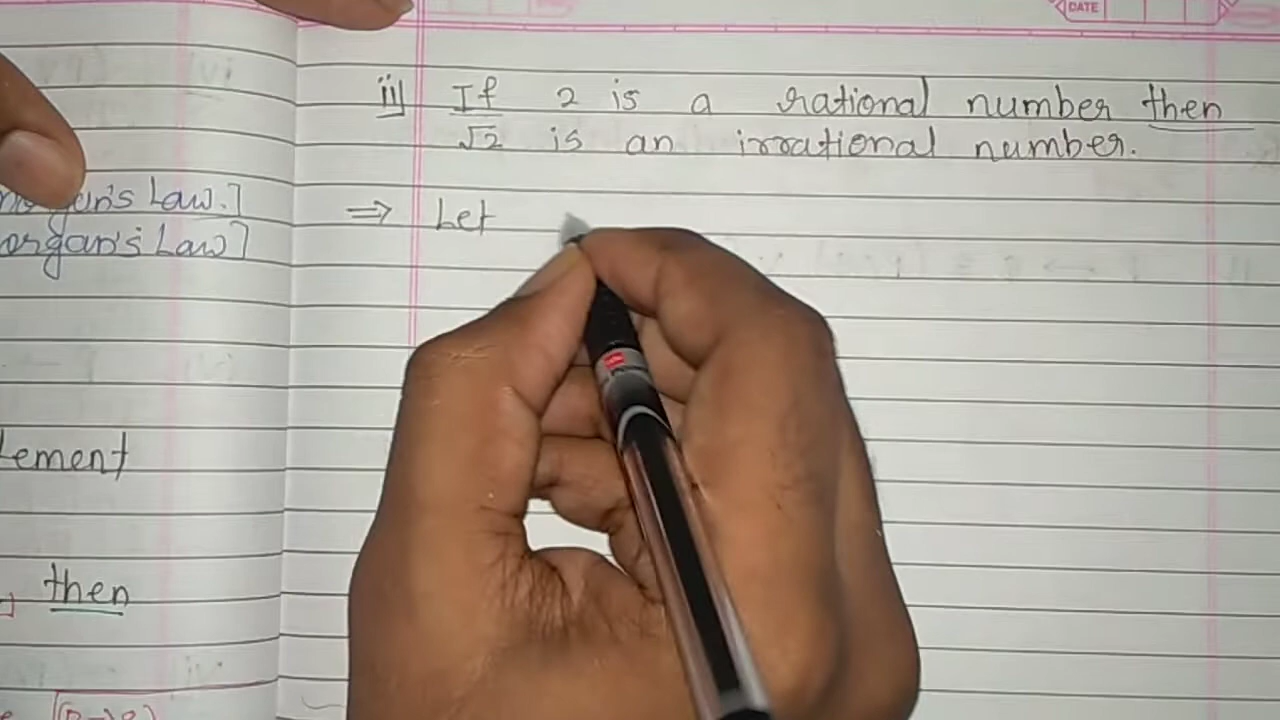 DATE
ii] If 2 is a rational number then
√2 is an irrational number.
gan's Law.]
organ's Law]
⇒ Let
lement
then